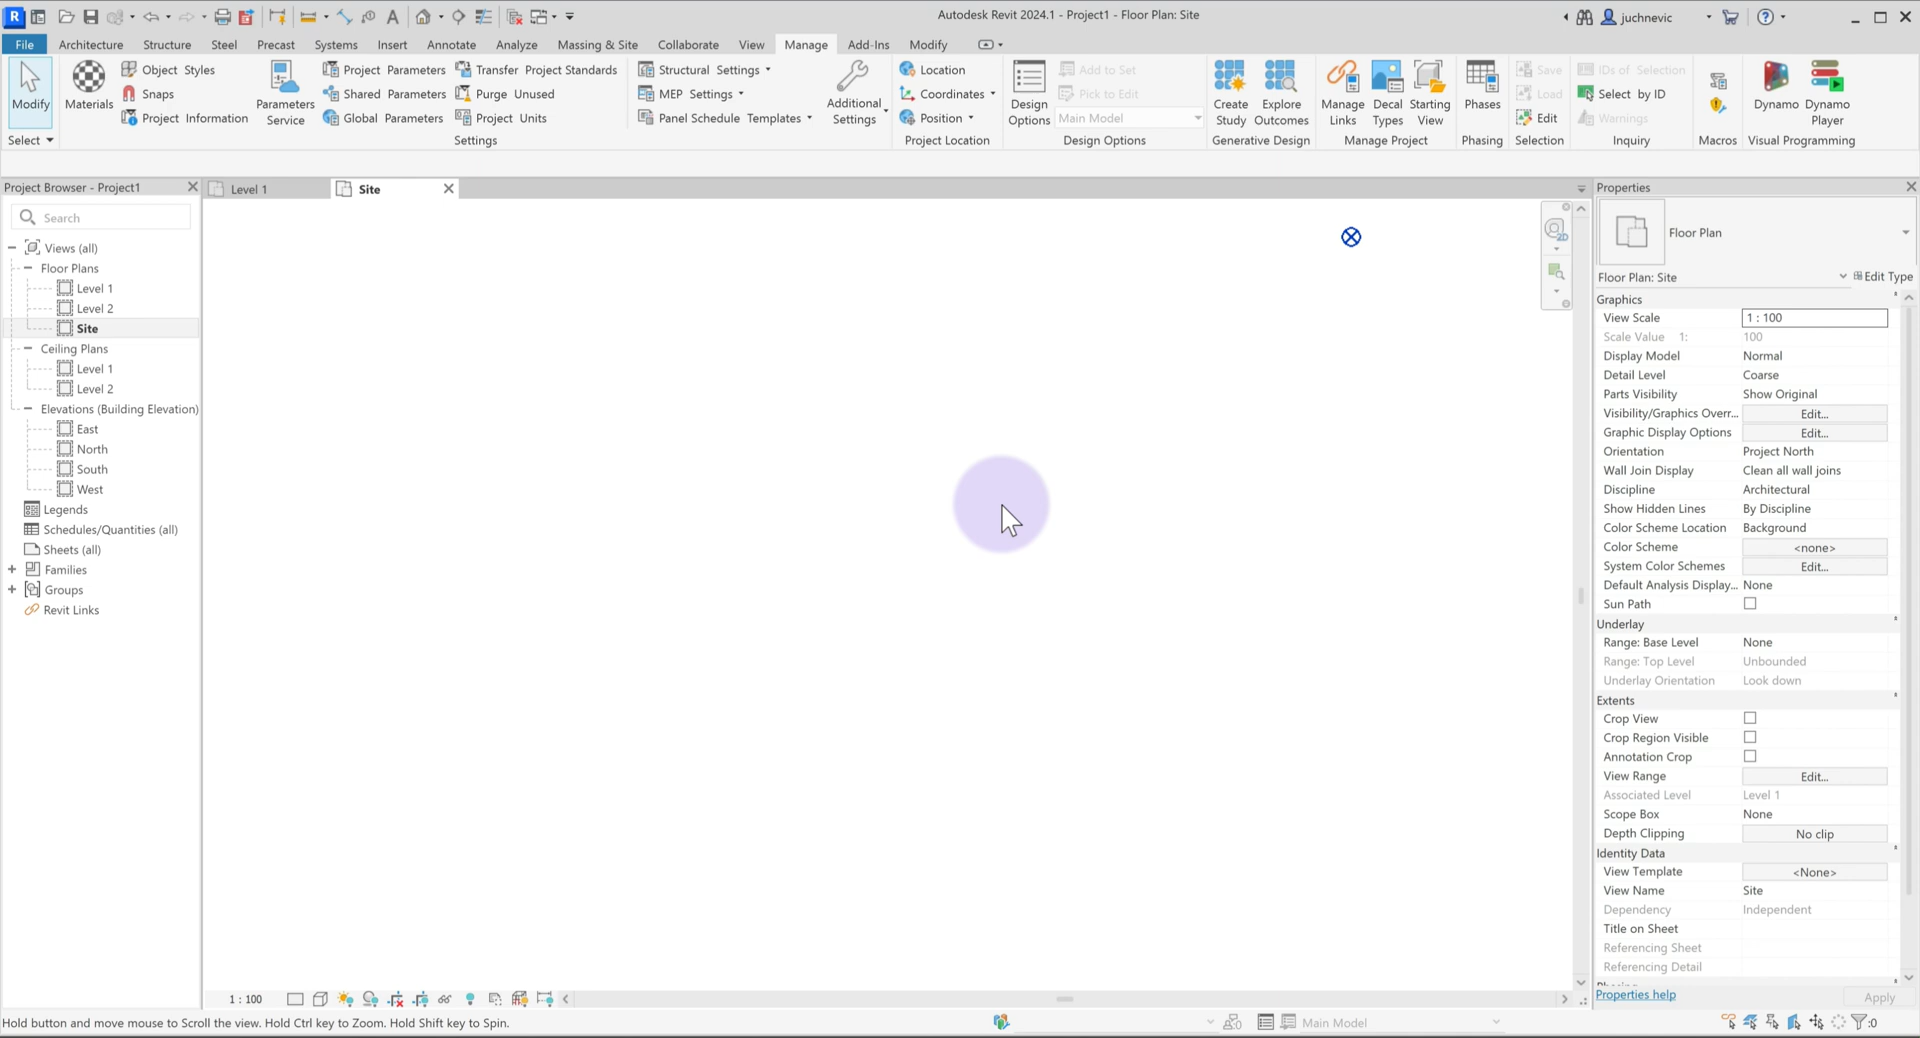 Autodesk Revit 2024.1 - Project1 - Floor Plan: Site
juchnevic
File Architecture Structure Steel Precast Systems Insert Annotate Analyze Massing & Site Collaborate View Manage Add-Ins Modify
Modify
Select
Materials
Object Styles
Snaps
Project Information
Parameters
Service
Project Parameters
Shared Parameters
Global Parameters
Transfer Project Standards
Purge Unused
Project Units
Structural Settings
MEP Settings
Panel Schedule Templates
Additional
Settings
Settings
Location
Coordinates
Position
Project Location
Design
Options
Add to Set
Pick to Edit
Main Model
Design Options
Create
Study
Explore
Outcomes
Generative Design
Manage
Links
Decal
Types
Starting
View
Manage Project
Phases
Phasing
Save
Load
Edit
Selection
IDs of Selection
Select by ID
Warnings
Inquiry
Macros
Dynamo
Dynamo
Player
Visual Programming
Project Browser - Project1
Search
Views (all)
Floor Plans
Level 1
Level 2
Site
Ceiling Plans
Level 1
Level 2
Elevations (Building Elevation)
East
North
South
West
Legends
Schedules/Quantities (all)
Sheets (all)
Families
Groups
Revit Links
Level 1
Site
2D
Properties
Floor Plan
Floor Plan: Site
Edit Type
Graphics
View Scale 1 : 100
Scale Value 1: 100
Display Model Normal
Detail Level Coarse
Parts Visibility Show Original
Visibility/Graphics Overr... Edit...
Graphic Display Options Edit...
Orientation Project North
Wall Join Display Clean all wall joins
Discipline Architectural
Show Hidden Lines By Discipline
Color Scheme Location Background
Color Scheme <none>
System Color Schemes Edit...
Default Analysis Display... None
Sun Path
Underlay
Range: Base Level None
Range: Top Level Unbounded
Underlay Orientation Look down
Extents
Crop View
Crop Region Visible
Annotation Crop
View Range Edit...
Associated Level Level 1
Scope Box None
Depth Clipping No clip
Identity Data
View Template <None>
View Name Site
Dependency Independent
Title on Sheet
Referencing Sheet
Referencing Detail
Properties help
Apply
1 : 100
Hold button and move mouse to Scroll the view. Hold Ctrl key to Zoom. Hold Shift key to Spin.
Main Model
:0